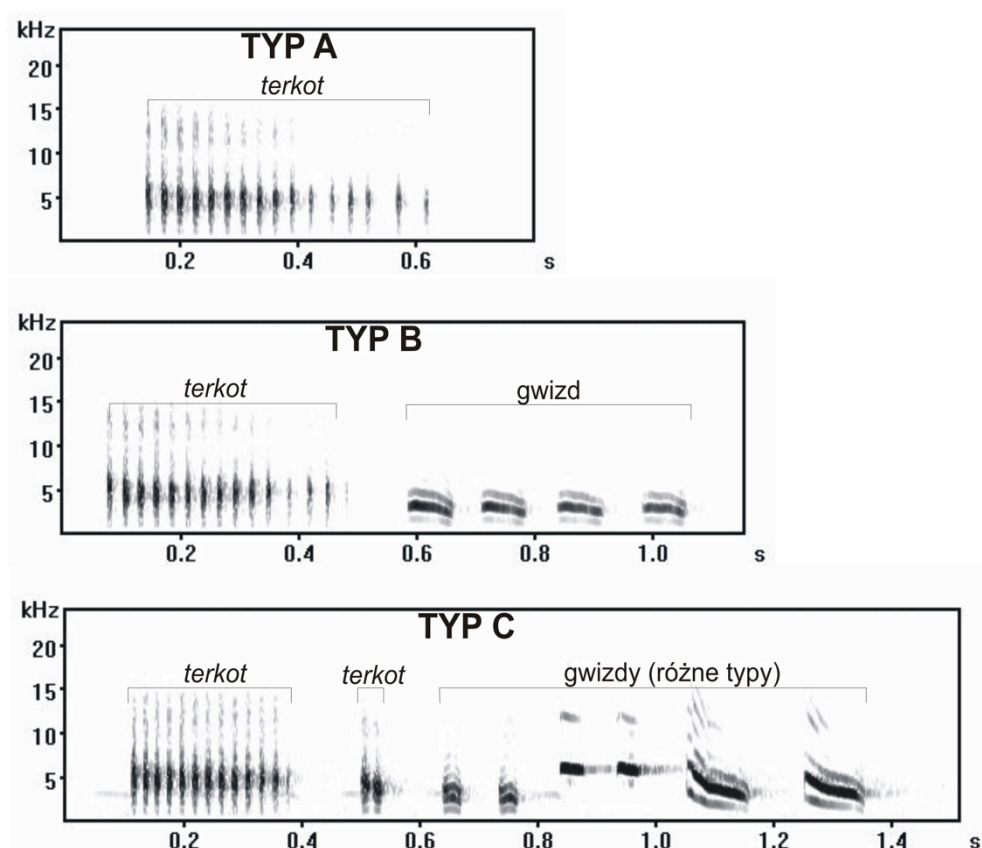 kHz
TYP A
terkot
20
15
10
5
0.2 0.4 0.6 s
kHz
TYP B
terkot gwizd
20
15
10
5
0.2 0.4 0.6 0.8 1.0 s
kHz
TYP C
terkot terkot gwizdy (różne typy)
20
15
10
5
0.2 0.4 0.6 0.8 1.0 1.2 1.4 s